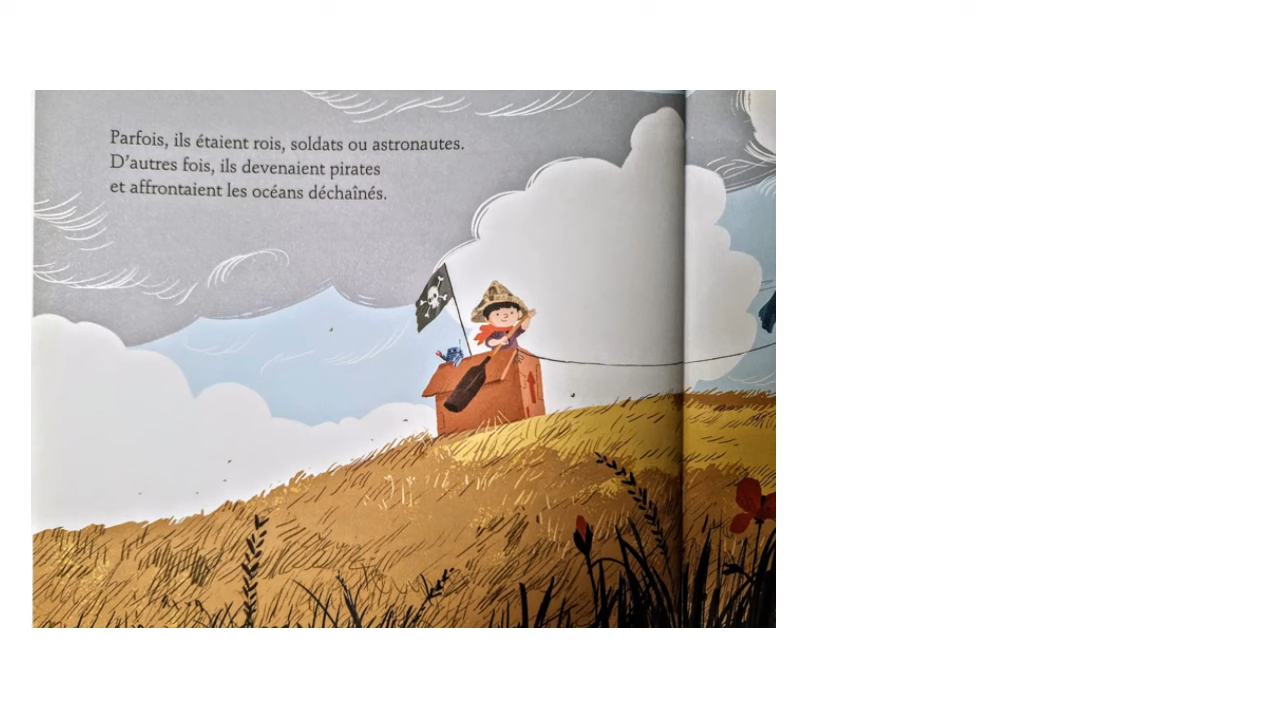 Parfois, ils étaient rois, soldats ou astronautes.
D'autres fois, ils devenaient pirates
et affrontaient les océans déchaînés.